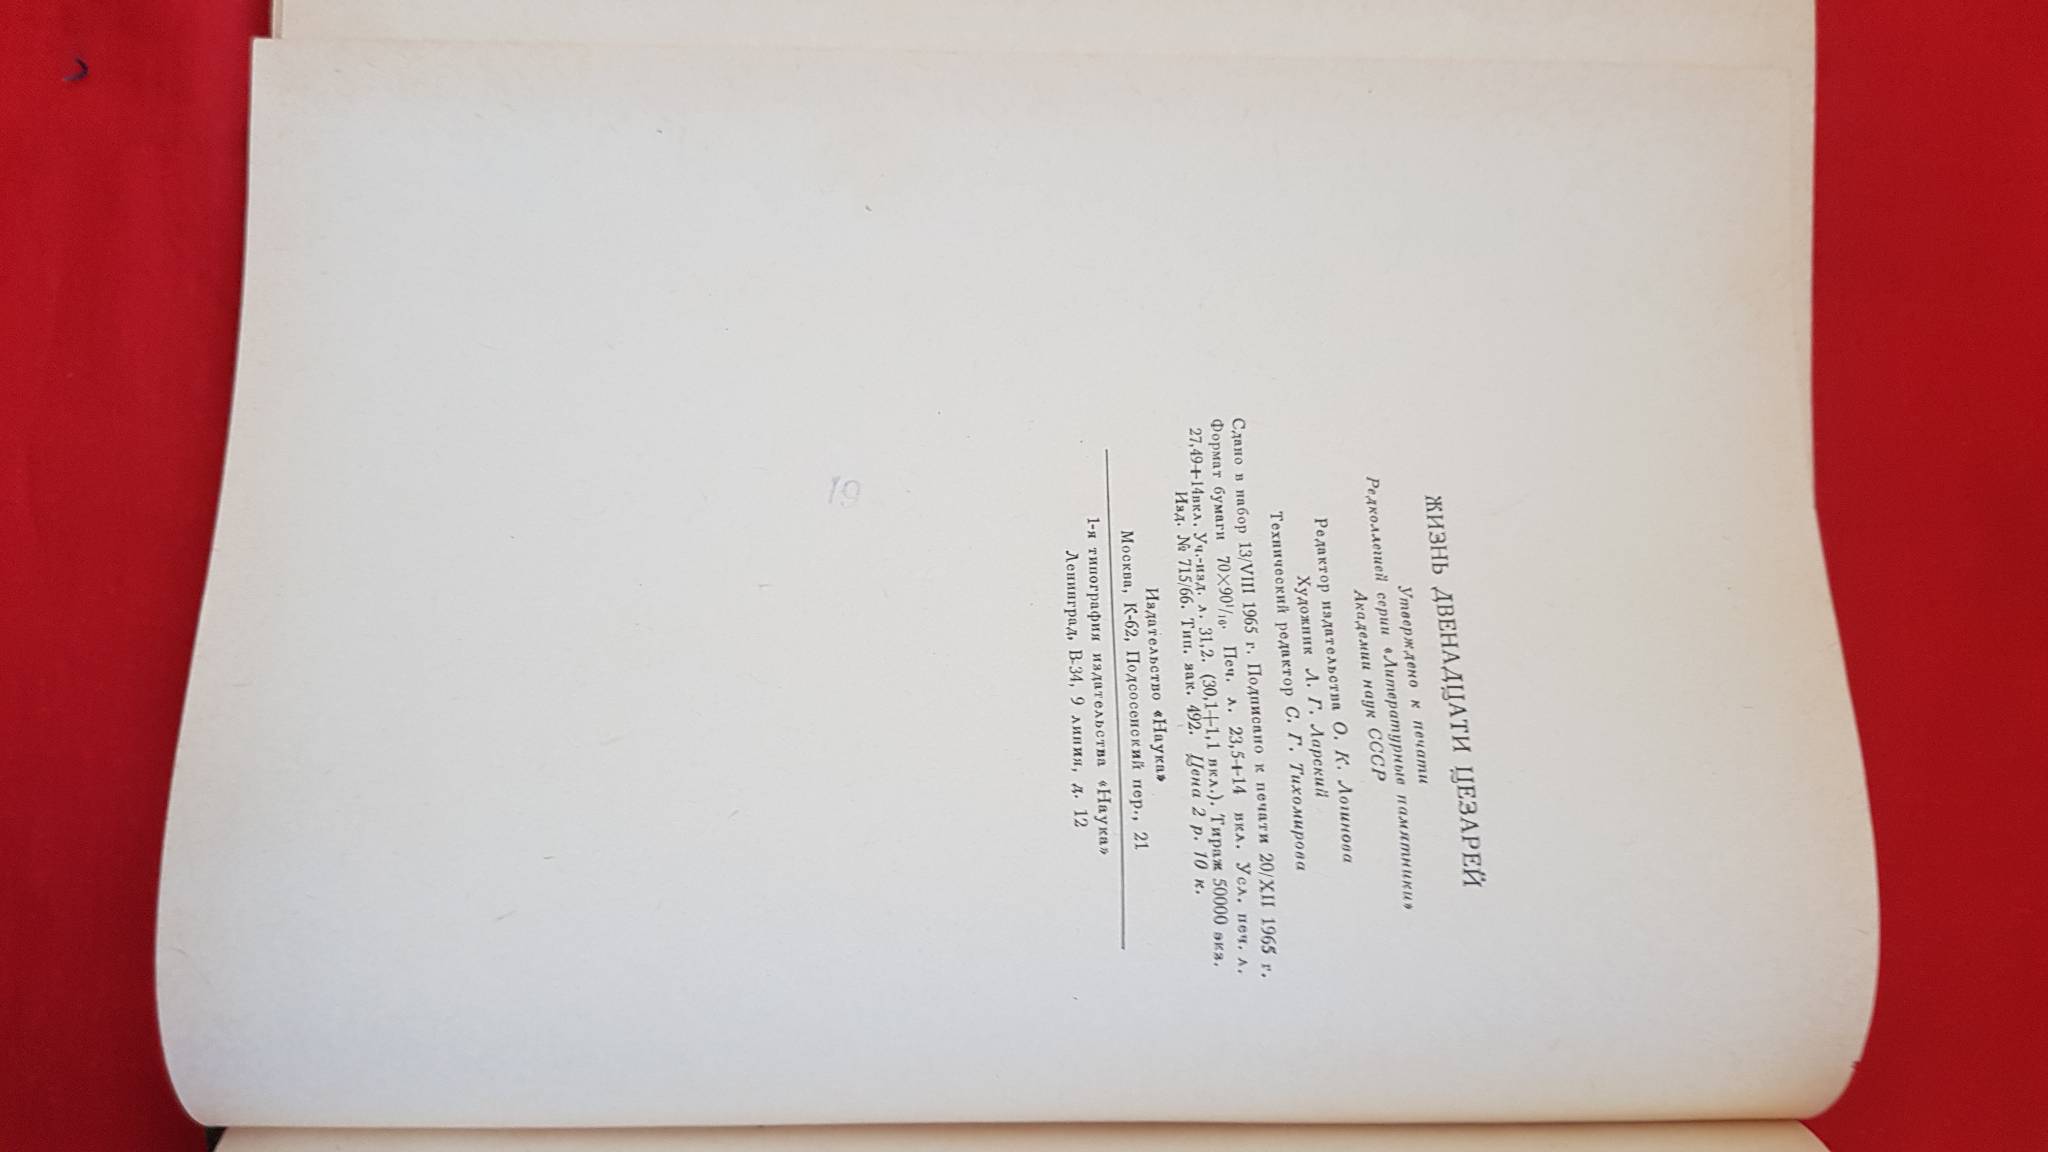 ЖИЗНЬ ДВЕНАДЦАТИ ЦЕЗАРЕЙ
Утверждено к печати
Редколлегией серии «Литературные памятники»
Академии наук СССР
Редактор издательства О. К. Логинова
Художник Л. Г. Ларский
Технический редактор С. Г. Тихомирова
Сдано в набор 13/VIII 1965 г. Подписано к печати 20/XII 1965 г.
Формат бумаги 70×90¹/₁₆. Печ. л. 23,5+14 вкл. Усл. печ. л.
27,49+14вкл. Уч.-изд. л. 31,2. (30,1+1,1 вкл.). Тираж 50000 экз.
Изд. № 715/66. Тип. зак. 492. Цена 2 р. 10 к.
Издательство «Наука»
Москва, К-62, Подсосенский пер., 21
1-я типография издательства «Наука»
Ленинград, В-34, 9 линия, д. 12
19